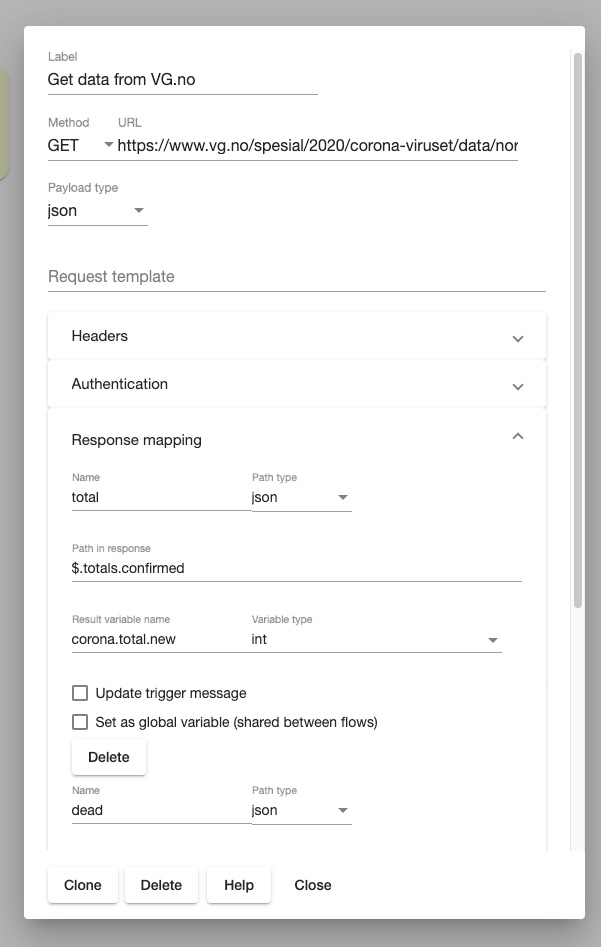 Label
Get data from VG.no
Method URL
GET https://www.vg.no/spesial/2020/corona-viruset/data/nor
Payload type
json
Request template
Headers
Authentication
Response mapping
Name Path type
total json
Path in response
$.totals.confirmed
Result variable name Variable type
corona.total.new int
Update trigger message
Set as global variable (shared between flows)
Delete
Name Path type
dead json
Clone Delete Help Close